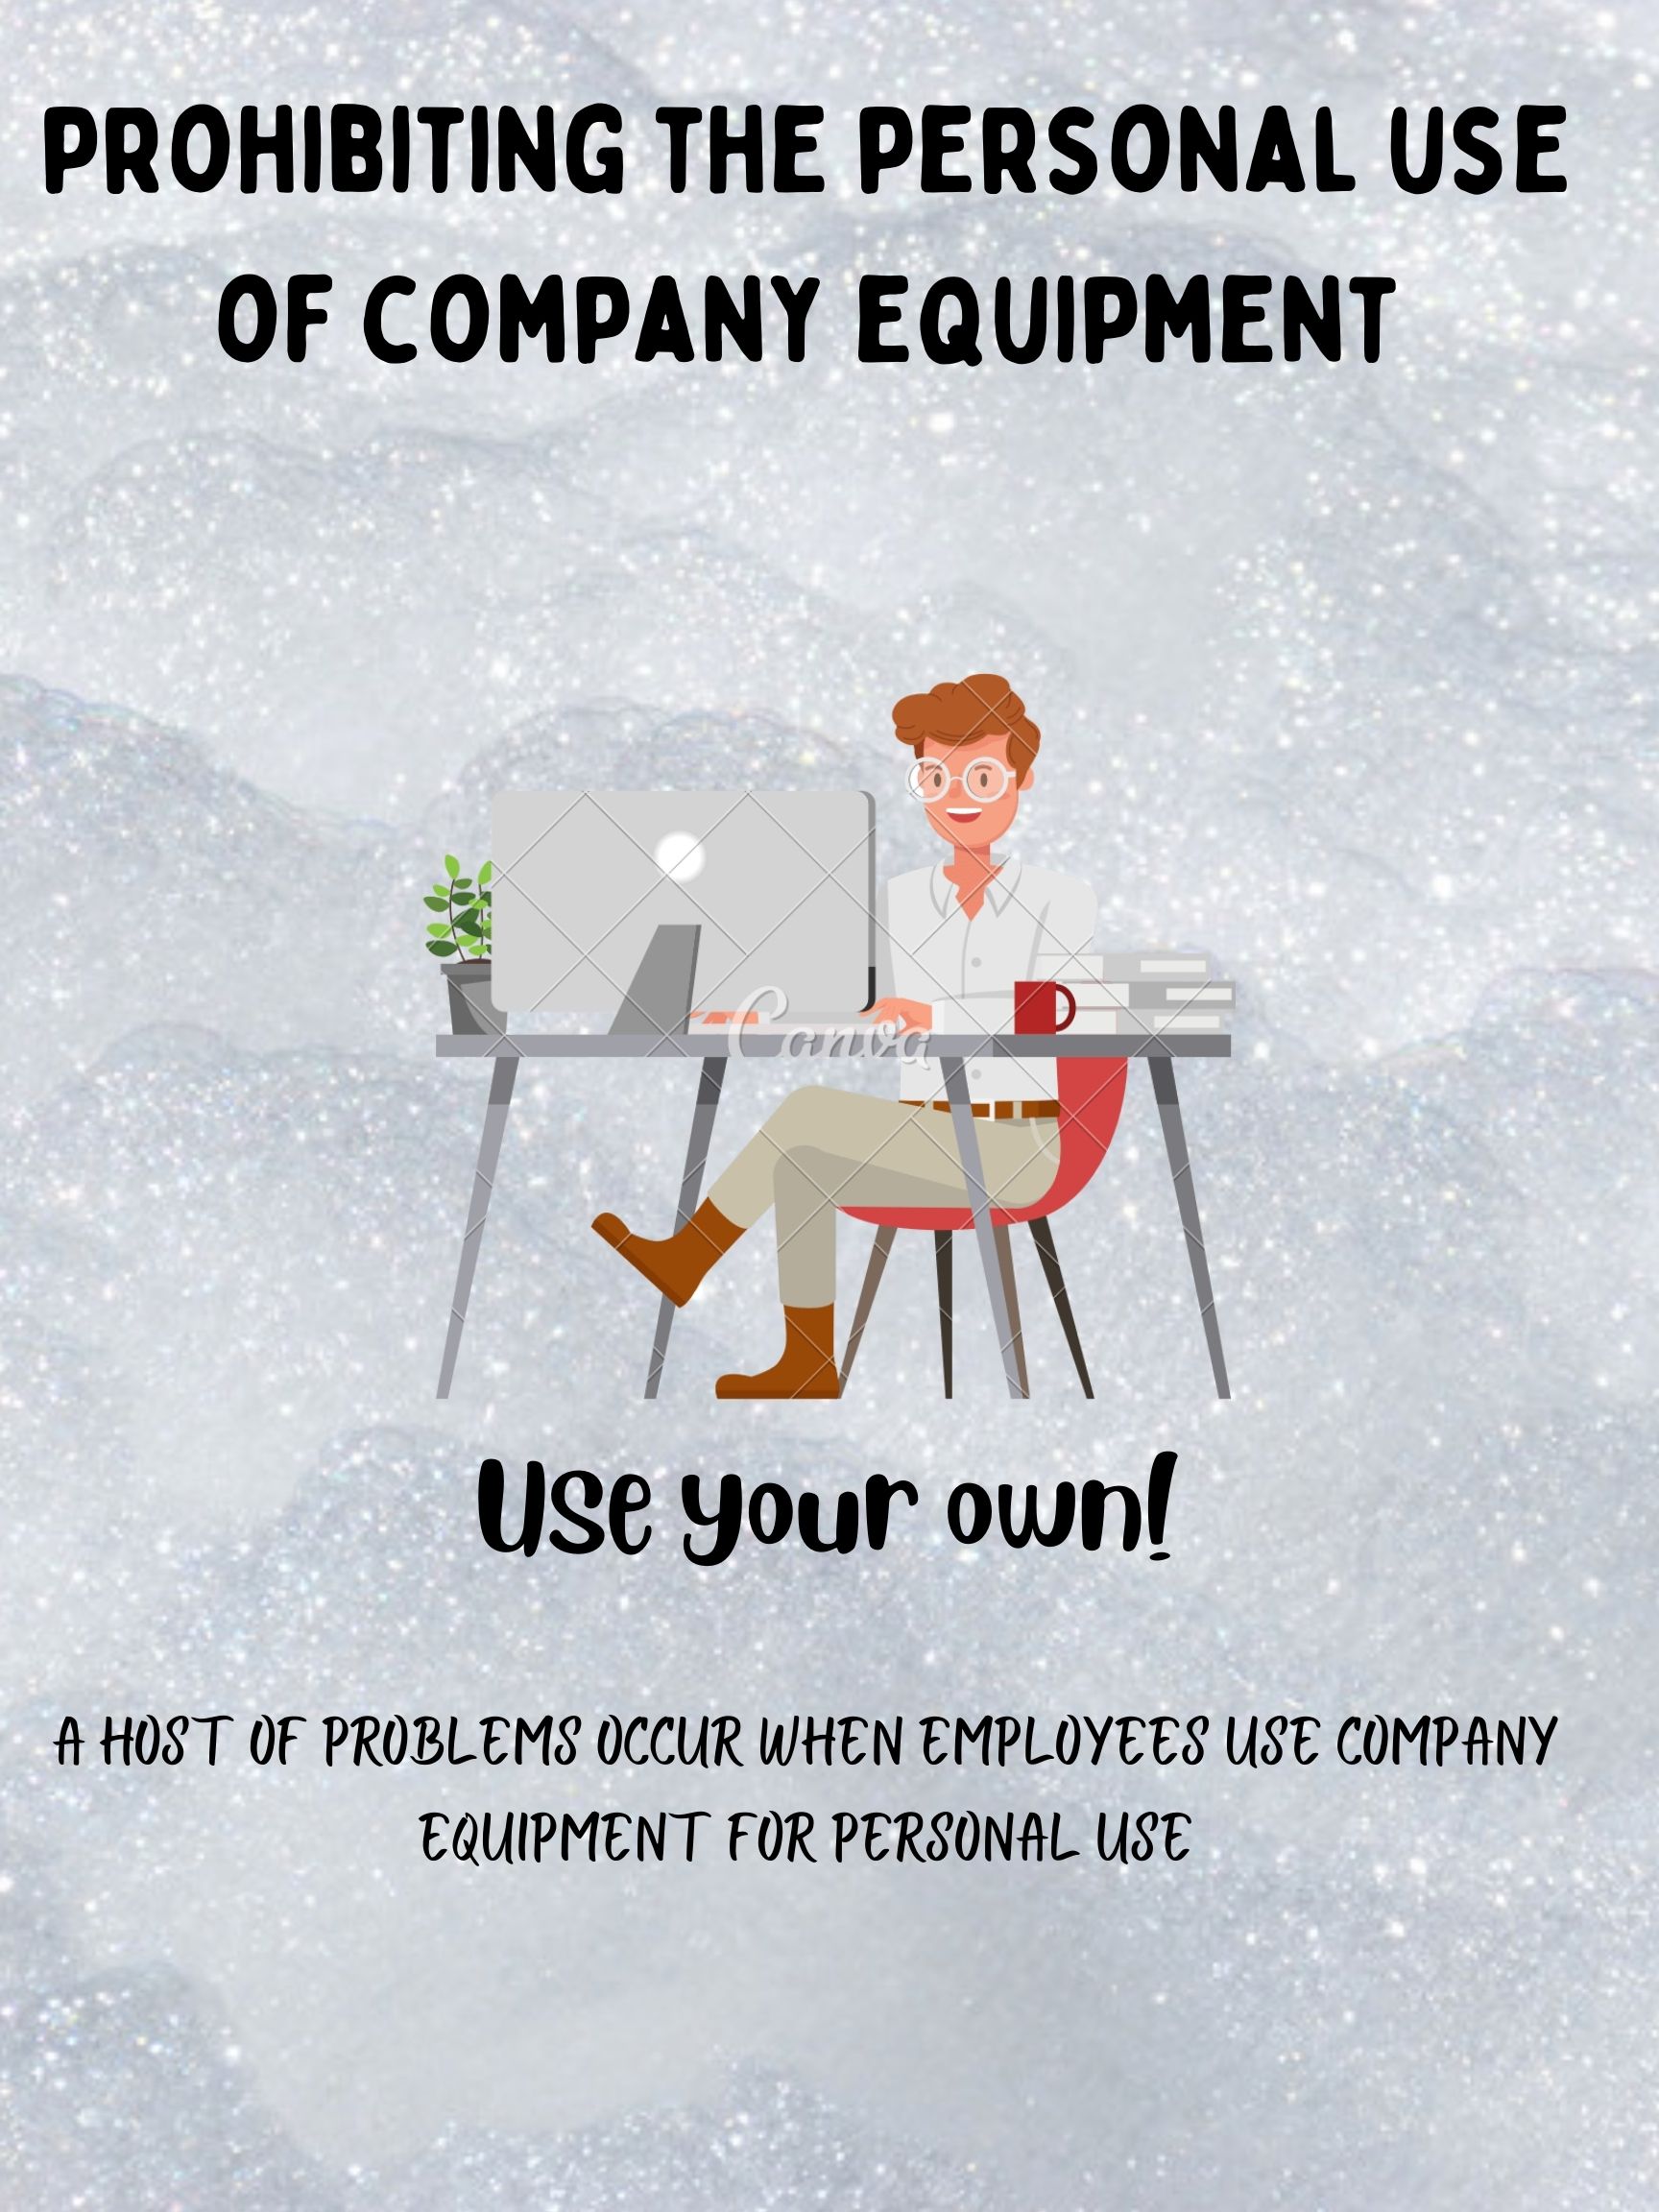 PROHIBITING THE PERSONAL USE
OF COMPANY EQUIPMENT
Canva
Use your own!
A HOST OF PROBLEMS OCCUR WHEN EMPLOYEES USE COMPANY
EQUIPMENT FOR PERSONAL USE